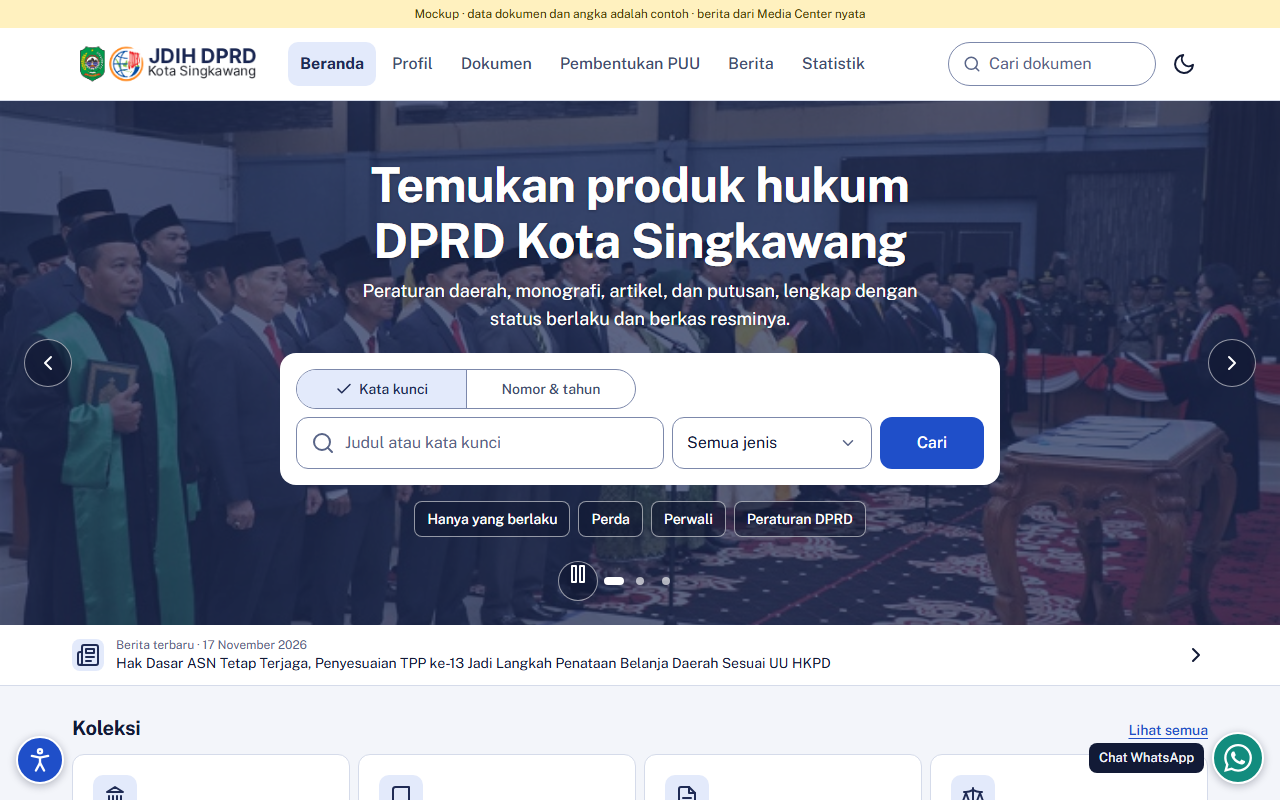 Mockup · data dokumen dan angka adalah contoh · berita dari Media Center nyata
JDIH DPRD
Kota Singkawang
Beranda
Profil
Dokumen
Pembentukan PUU
Berita
Statistik
Cari dokumen
Temukan produk hukum
DPRD Kota Singkawang
Peraturan daerah, monografi, artikel, dan putusan, lengkap dengan
status berlaku dan berkas resminya.
Kata kunci
Nomor & tahun
Judul atau kata kunci
Semua jenis
Cari
Hanya yang berlaku
Perda
Perwali
Peraturan DPRD
Berita terbaru · 17 November 2026
Hak Dasar ASN Tetap Terjaga, Penyesuaian TPP ke-13 Jadi Langkah Penataan Belanja Daerah Sesuai UU HKPD
Koleksi
Lihat semua
Chat WhatsApp